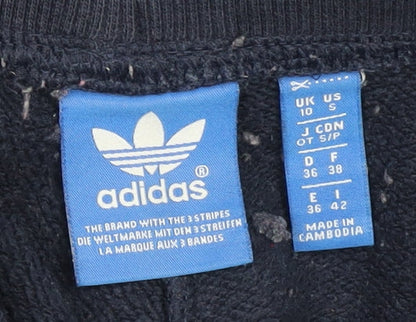 ®
adidas
THE BRAND WITH THE 3 STRIPES
DIE WELTMARKE MIT DEN 3 STREIFEN
LA MARQUE AUX 3 BANDES
UK US
10 S
J CDN
OT S/P
D F
36 38
E I
36 42
MADE IN
CAMBODIA